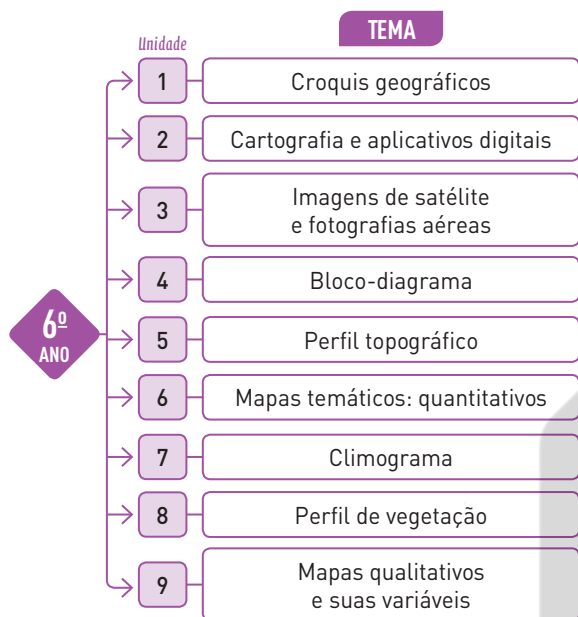 TEMA
Unidade
1
Croquis geográficos
2
Cartografia e aplicativos digitais
3
Imagens de satélite
e fotografias aéreas
4
Bloco-diagrama
6º
ANO
5
Perfil topográfico
6
Mapas temáticos: quantitativos
7
Climograma
8
Perfil de vegetação
9
Mapas qualitativos
e suas variáveis